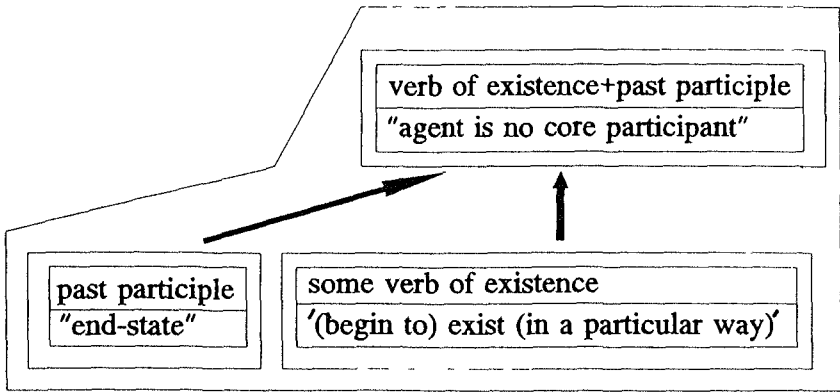 verb of existence+past participle
"agent is no core participant"
past participle
"end-state"
some verb of existence
'(begin to) exist (in a particular way)'